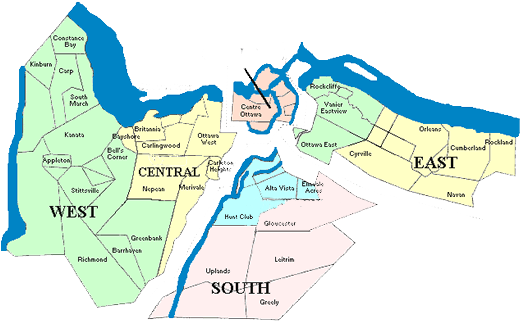 Constance
Bay
Kinburn
Carp
South
March
Kanata
Appleton
Stittsville
WEST
Richmond
Bell's
Corner
Greenbank
Barrhaven
Britannia
Bayshore
Carlingwood
Ottawa
West
CENTRAL
Carleton
Heights
Nepean
Merivale
Centre
Ottawa
Rockcliffe
Vanier
Eastview
Ottawa East
Cyrville
Orleans
Cumberland
Rockland
EAST
Navan
Alta Vista
Elmvale
Acres
Hunt Club
Gloucester
Uplands
Leitrim
SOUTH
Greely